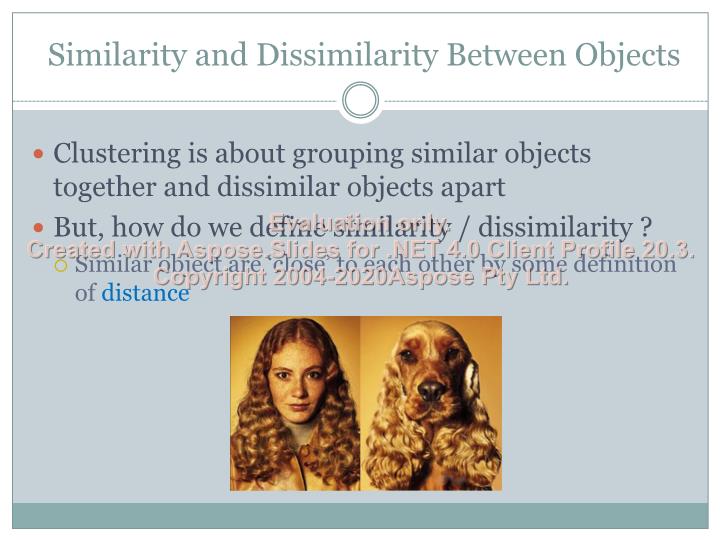 Similarity and Dissimilarity Between Objects
Clustering is about grouping similar objects
together and dissimilar objects apart
But, how do we define similarity / dissimilarity ?
Evaluation only.
Created with Aspose.Slides for .NET 4.0 Client Profile 20.3.
Similar object are ‘close’ to each other by some definition
Copyright 2004-2020Aspose Pty Ltd.
of distance